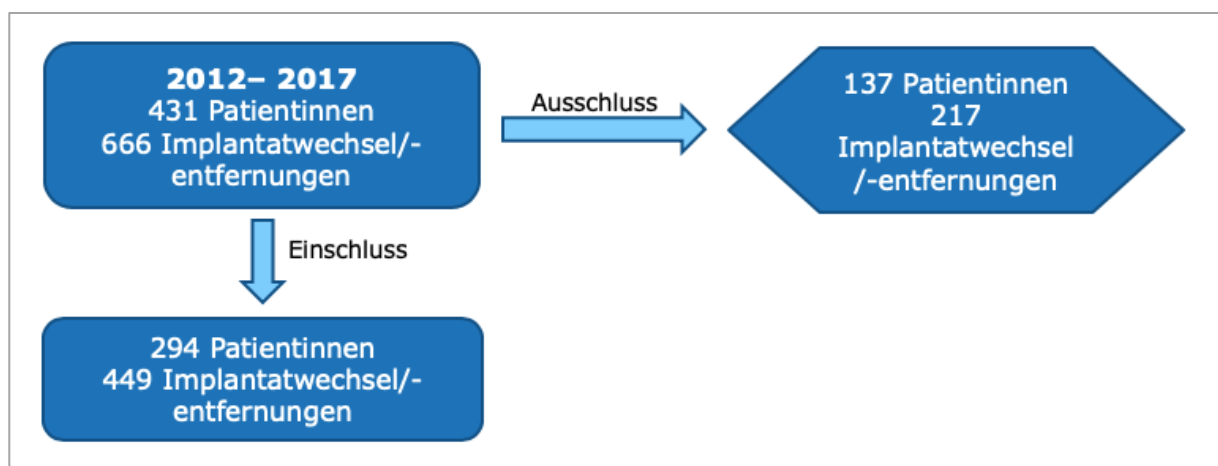 2012– 2017
431 Patientinnen
666 Implantatwechsel/-
entfernungen
Ausschluss
137 Patientinnen
217
Implantatwechsel
/-entfernungen
Einschluss
294 Patientinnen
449 Implantatwechsel/-
entfernungen